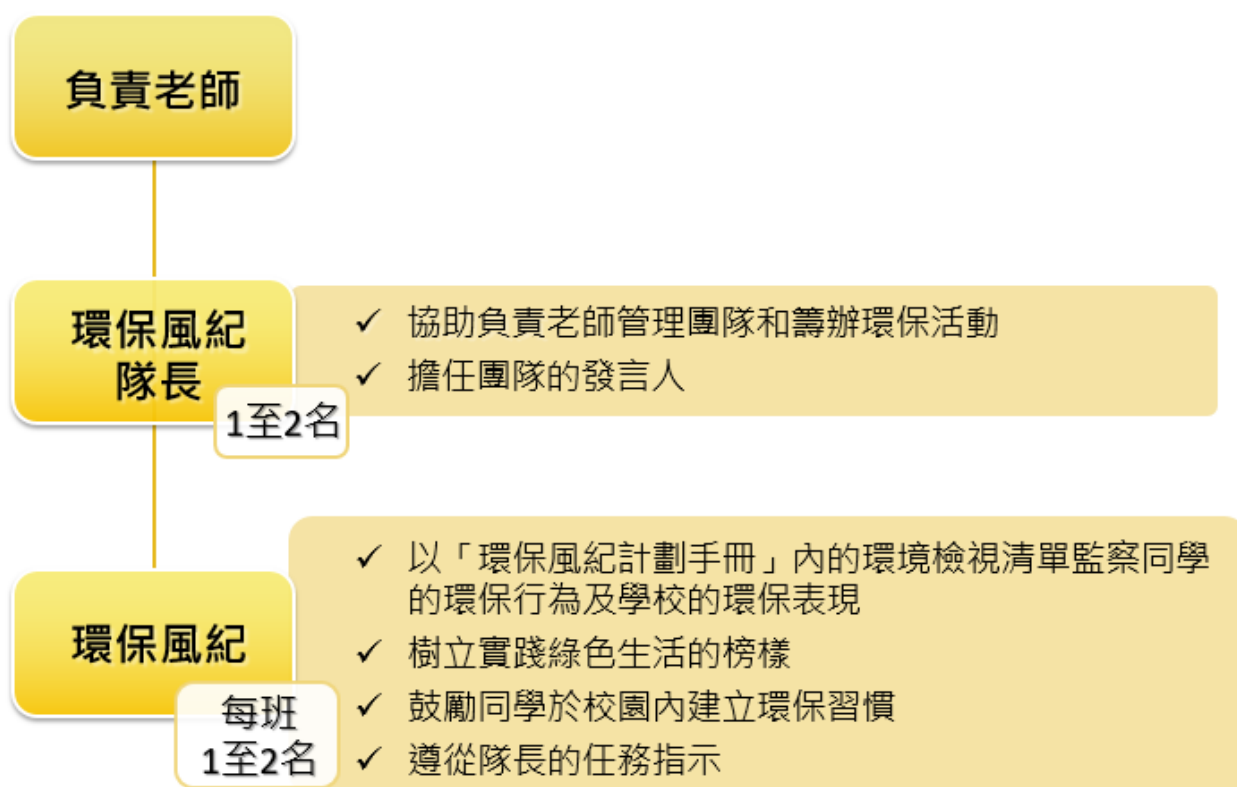 負責老師
環保風紀
隊長
1至2名
✓ 協助負責老師管理團隊和籌辦環保活動
✓ 擔任團隊的發言人
環保風紀
每班
1至2名
✓ 以「環保風紀計劃手冊」內的環境檢視清單監察同學
的環保行為及學校的環保表現
✓ 樹立實踐綠色生活的榜樣
✓ 鼓勵同學於校園內建立環保習慣
✓ 遵從隊長的任務指示